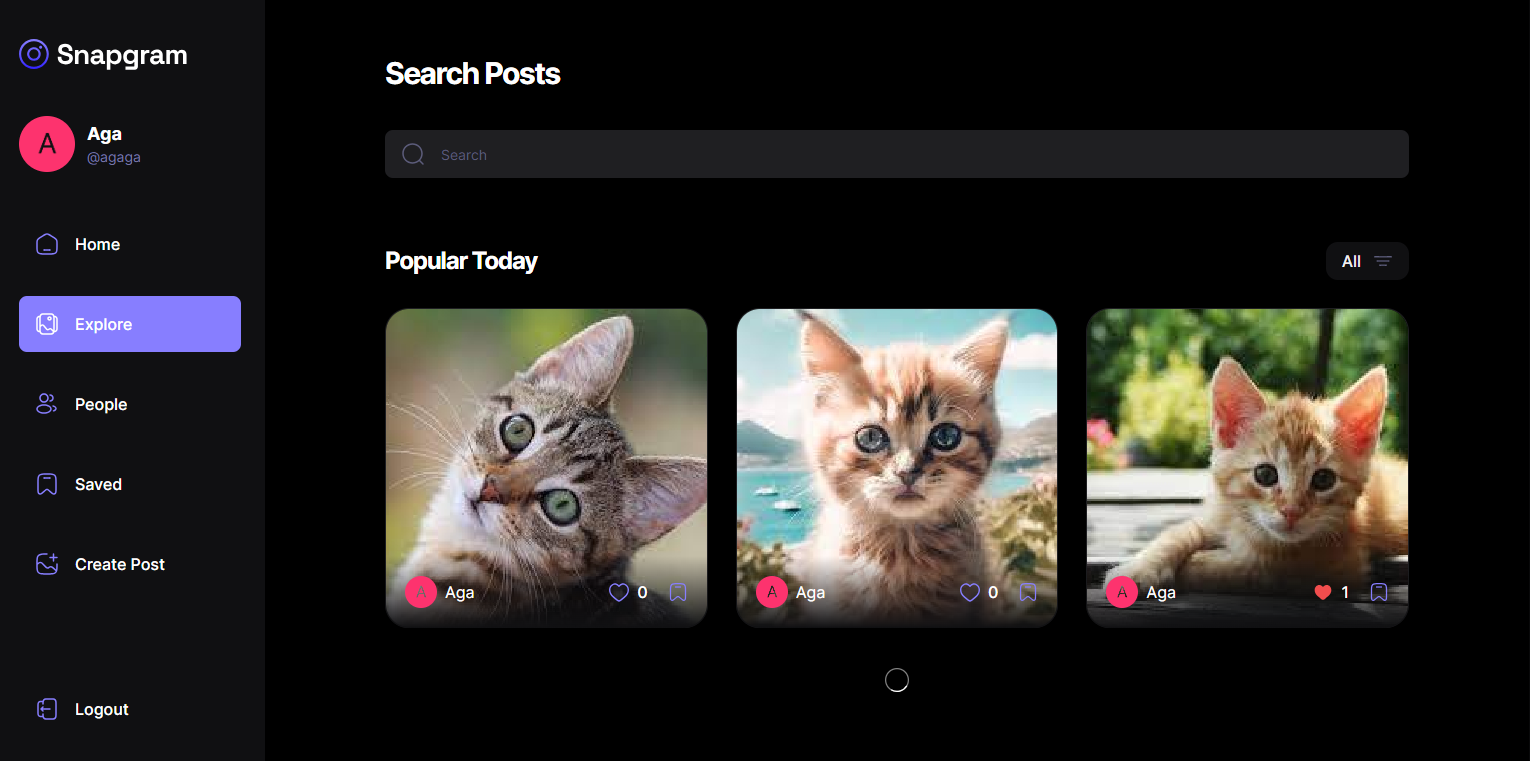 Snapgram
A
Aga
@agaga
Home
Explore
People
Saved
Create Post
Logout
Search Posts
Search
Popular Today
All
A Aga 0
A Aga 0
A Aga 1